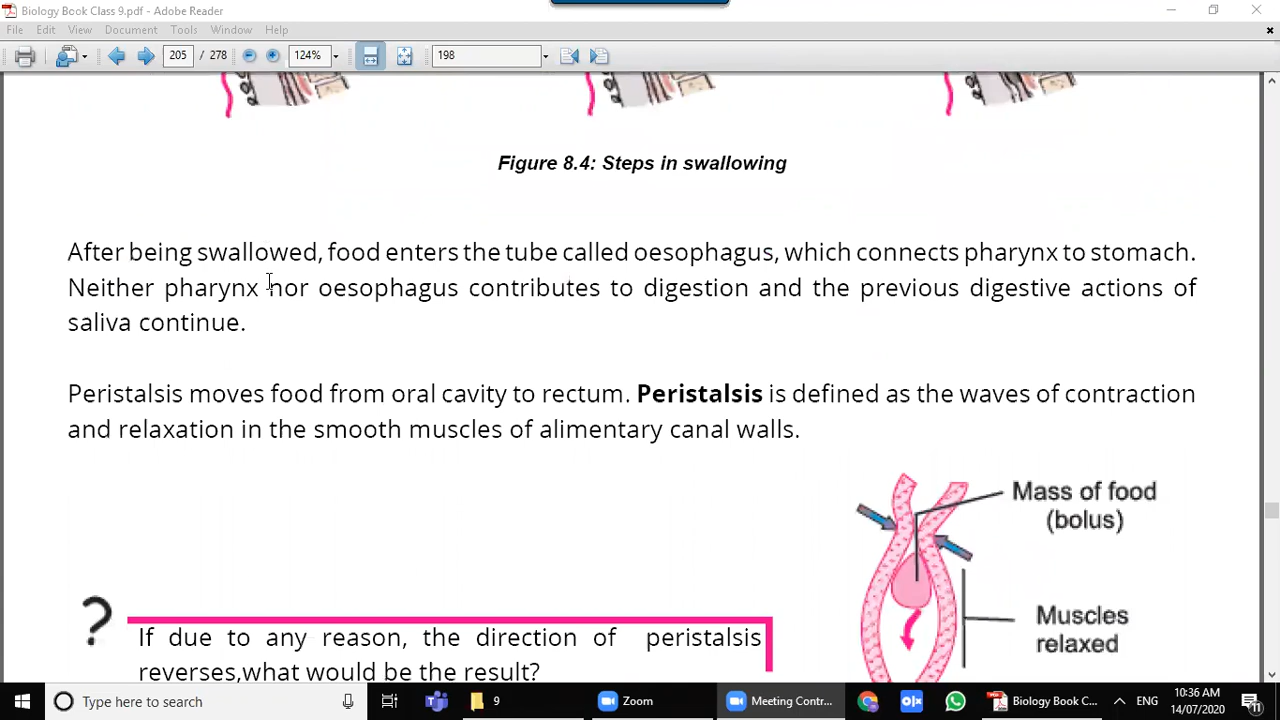 Biology Book Class 9.pdf - Adobe Reader
File Edit View Document Tools Window Help
205 / 278 124% 198
Figure 8.4: Steps in swallowing
After being swallowed, food enters the tube called oesophagus, which connects pharynx to stomach.
Neither pharynx nor oesophagus contributes to digestion and the previous digestive actions of
saliva continue.
Peristalsis moves food from oral cavity to rectum. Peristalsis is defined as the waves of contraction
and relaxation in the smooth muscles of alimentary canal walls.
Mass of food
(bolus)
Muscles
relaxed
?
If due to any reason, the direction of peristalsis
reverses,what would be the result?
Type here to search
9
Zoom
Meeting Contr...
Biology Book C...
ENG
10:36 AM
14/07/2020